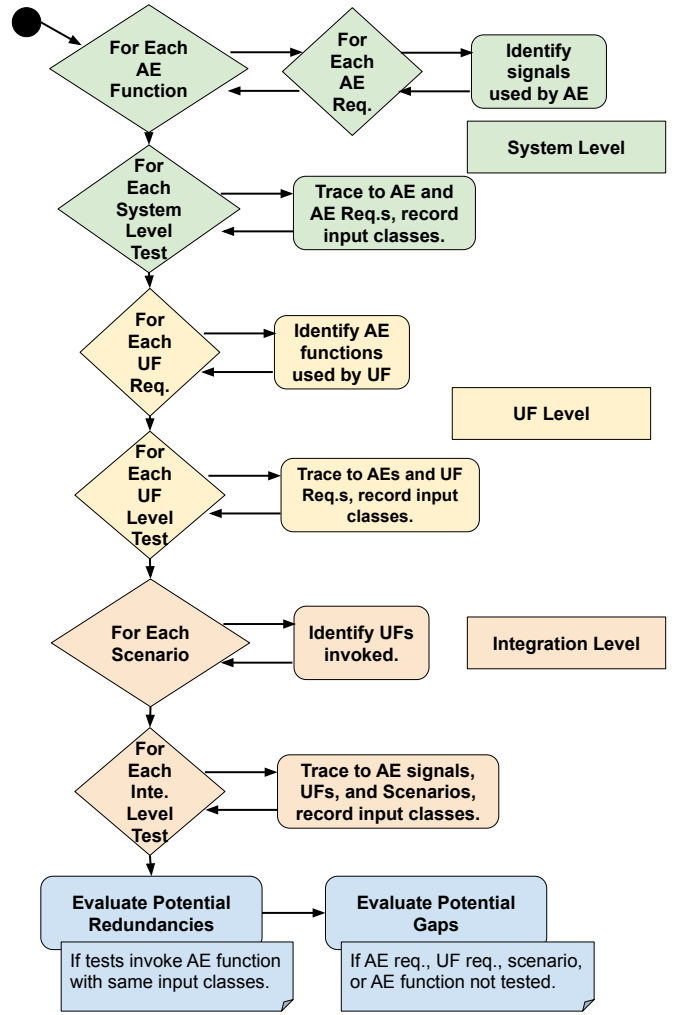 For Each
AE
Function
For
Each
AE
Req.
Identify
signals
used by AE
System Level
For
Each
System
Level
Test
Trace to AE and
AE Req.s, record
input classes.
For
Each
UF
Req.
Identify AE
functions
used by UF
UF Level
For
Each
UF
Level
Test
Trace to AEs and UF
Req.s, record input
classes.
For Each
Scenario
Identify UFs
invoked.
Integration Level
For
Each
Inte.
Level
Test
Trace to AE signals,
UFs, and Scenarios,
record input classes.
Evaluate Potential
Redundancies
If tests invoke AE function
with same input classes.
Evaluate Potential
Gaps
If AE req., UF req., scenario,
or AE function not tested.